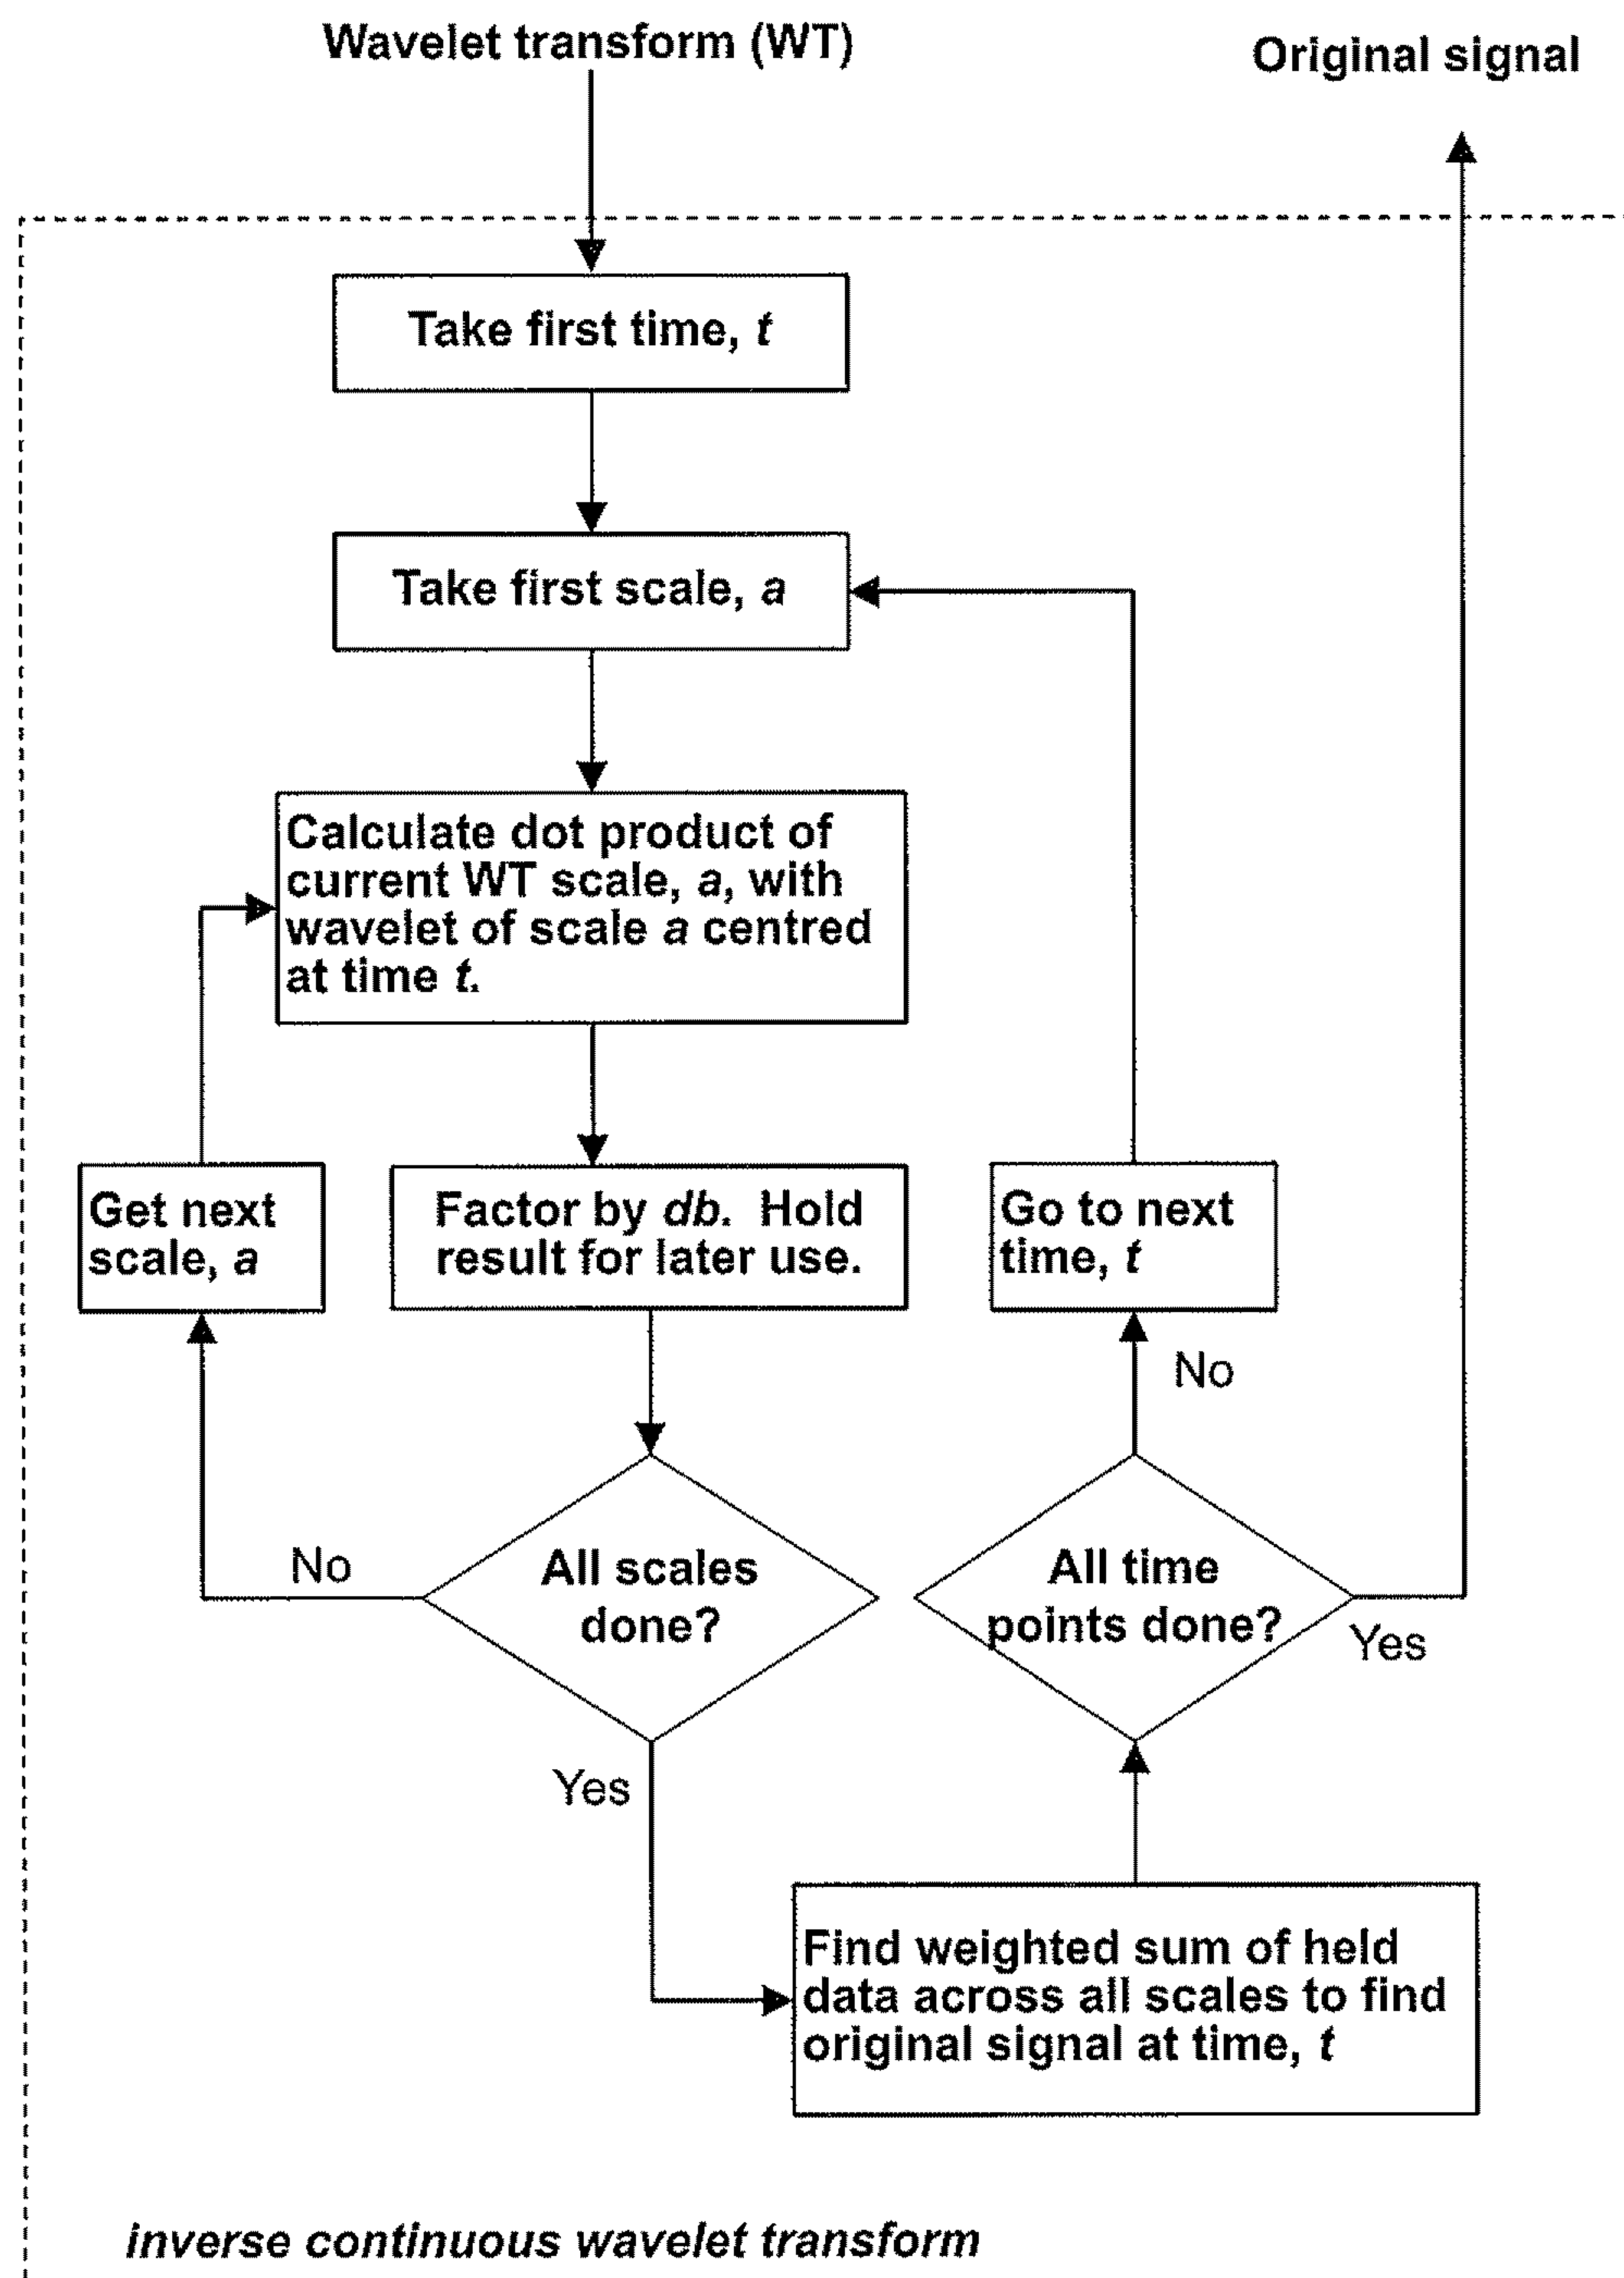 Wavelet transform (WT)
Original signal
Take first time, t
Take first scale, a
Calculate dot product of
current WT scale, a, with
wavelet of scale a centred
at time t.
Get next
scale, a
Factor by db. Hold
result for later use.
Go to next
time, t
No
No
All scales
done?
All time
points done?
Yes
Yes
Find weighted sum of held
data across all scales to find
original signal at time, t
inverse continuous wavelet transform